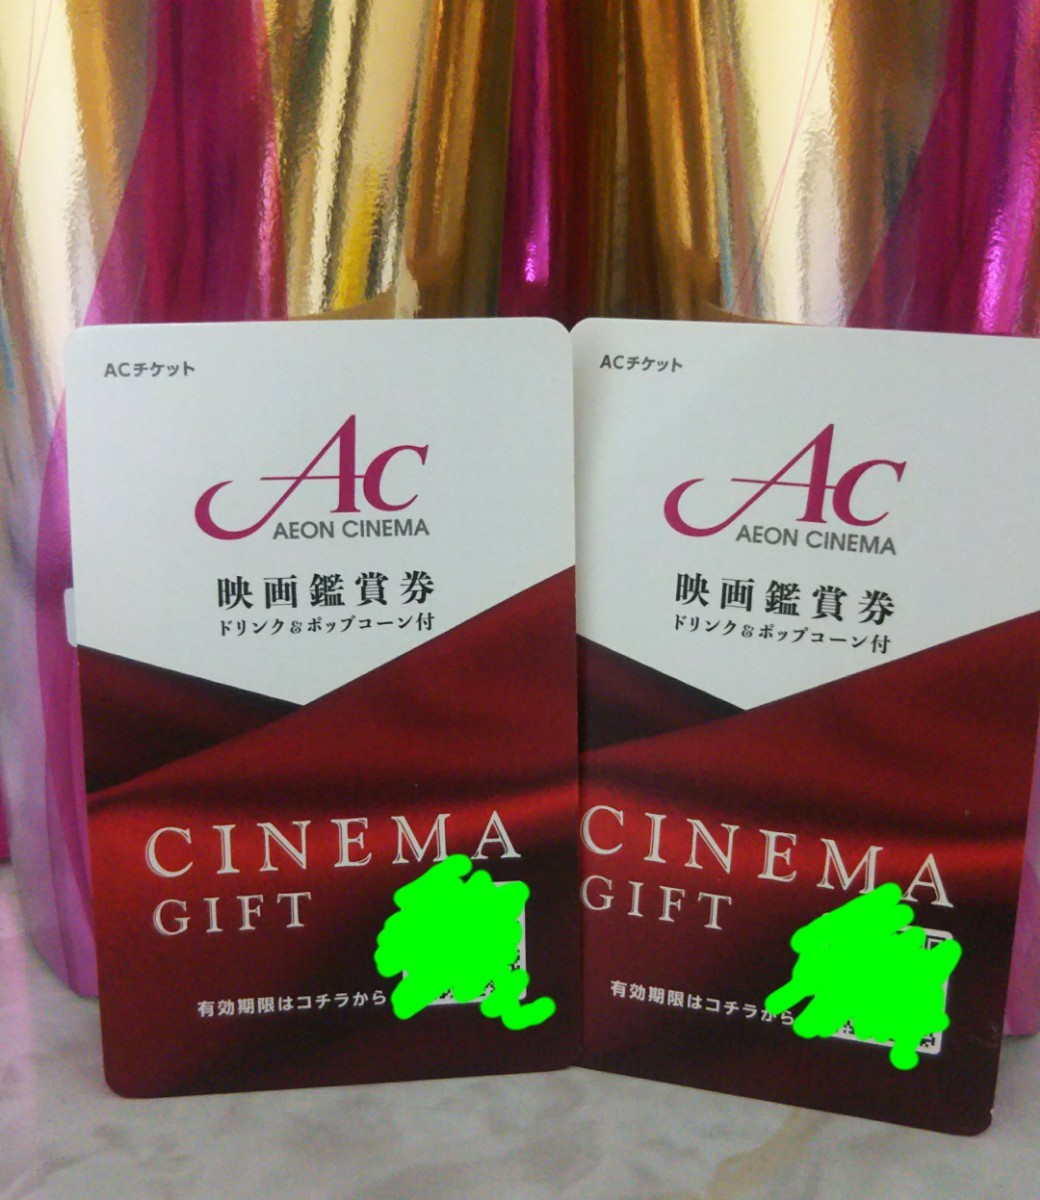 ACチケット
AC
AEON CINEMA
映画鑑賞券
ドリンク&ポップコーン付
CINEMA
GIFT
有効期限はコチラから
ACチケット
AC
AEON CINEMA
映画鑑賞券
ドリンク&ポップコーン付
CINEMA
GIFT
有効期限はコチラから